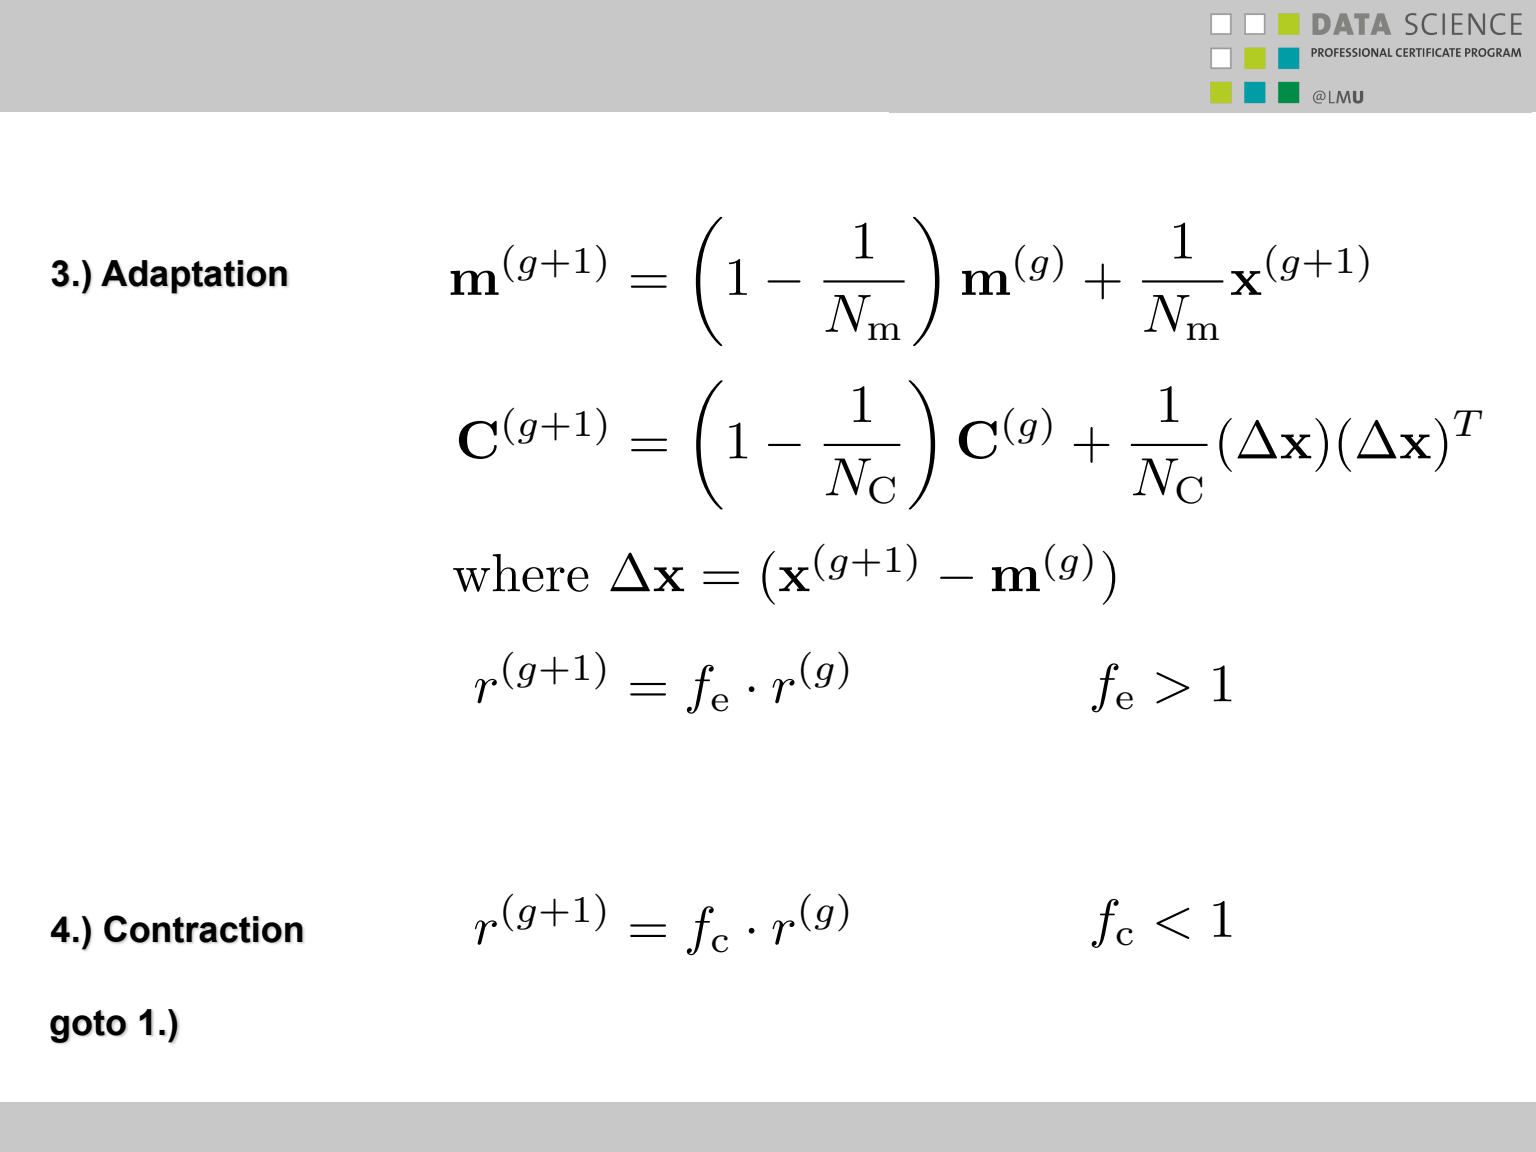 DATA SCIENCE
PROFESSIONAL CERTIFICATE PROGRAM
@LMU
3.) Adaptation
m^(g+1) = (1 − 1/N_m) m^(g) + 1/N_m x^(g+1)
C^(g+1) = (1 − 1/N_C) C^(g) + 1/N_C (Δx)(Δx)^T
where Δx = (x^(g+1) − m^(g))
r^(g+1) = f_e · r^(g) f_e > 1
4.) Contraction r^(g+1) = f_c · r^(g) f_c < 1
goto 1.)